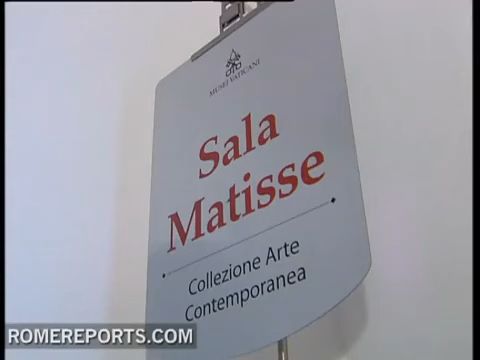 MUSEI VATICANI
Sala
Matisse
Collezione Arte
Contemporanea
ROMEREPORTS.COM